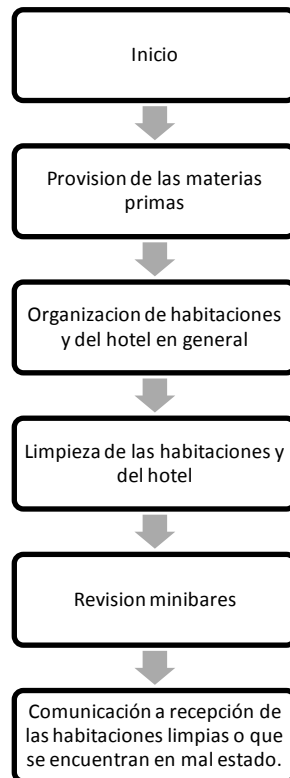 Inicio
Provision de las materias
primas
Organizacion de habitaciones
y del hotel en general
Limpieza de las habitaciones y
del hotel
Revision minibares
Comunicación a recepción de
las habitaciones limpias o que
se encuentran en mal estado.